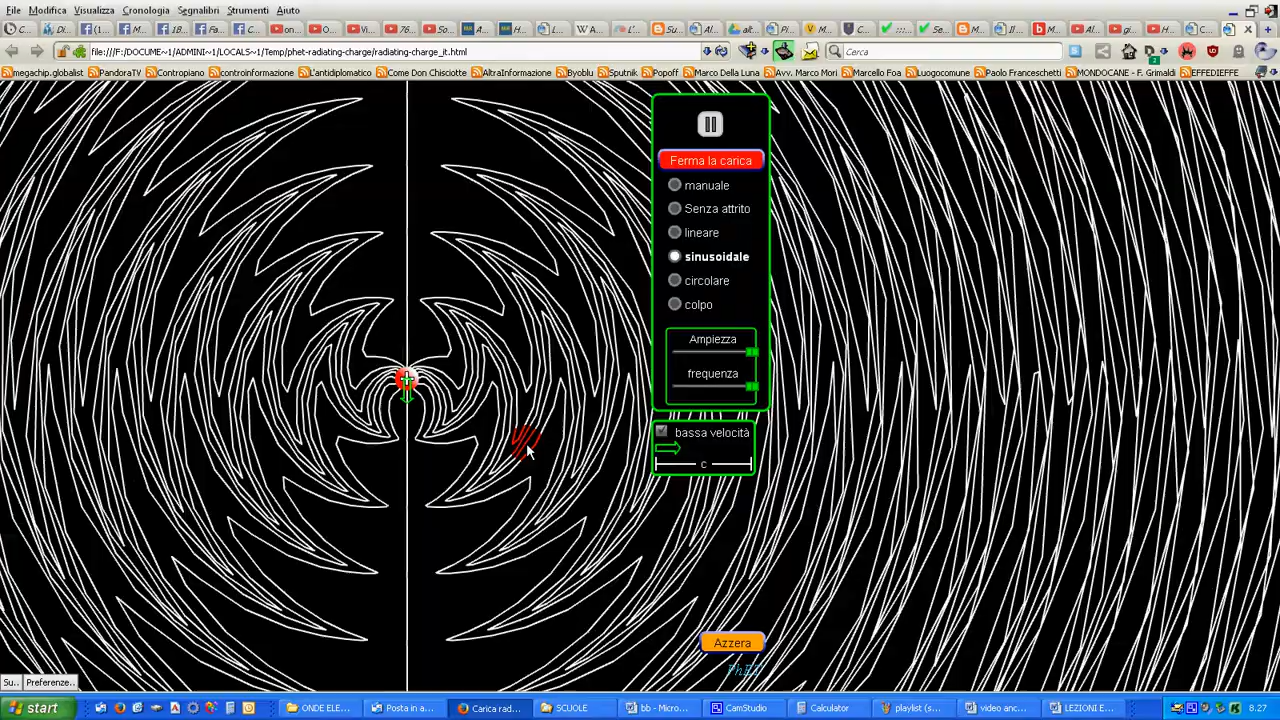 File Modifica Visualizza Cronologia Segnalibri Strumenti Aiuto
file:///F:/DOCUME~1/ADMINI~1/LOCALS~1/Temp/phet-radiating-charge/radiating-charge_it.html Cerca
megachip.globalist PandoraTV Contropiano controinformazione L'antidiplomatico Come Don Chisciotte AltraInformazione Byoblu Sputnik Popoff Marco Della Luna Avv. Marco Mori Marcello Foa Luogocomune Paolo Franceschetti MONDOCANE - F. Grimaldi EFFEDIEFFE
Ferma la carica
manuale
Senza attrito
lineare
sinusoidale
circolare
colpo
Ampiezza
frequenza
bassa velocità
c
Azzera
PhET
Su.. Preferenze..
start Posta in a... Carica rad... ONDE ELE... SCUOLE bb - Micro... CamStudio Calculator playlist (s... video anc... LEZIONI E... 8.27